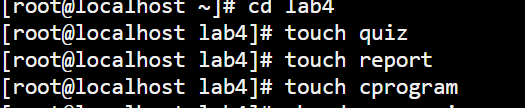 [root@localhost ~]# cd lab4
[root@localhost lab4]# touch quiz
[root@localhost lab4]# touch report
[root@localhost lab4]# touch cprogram